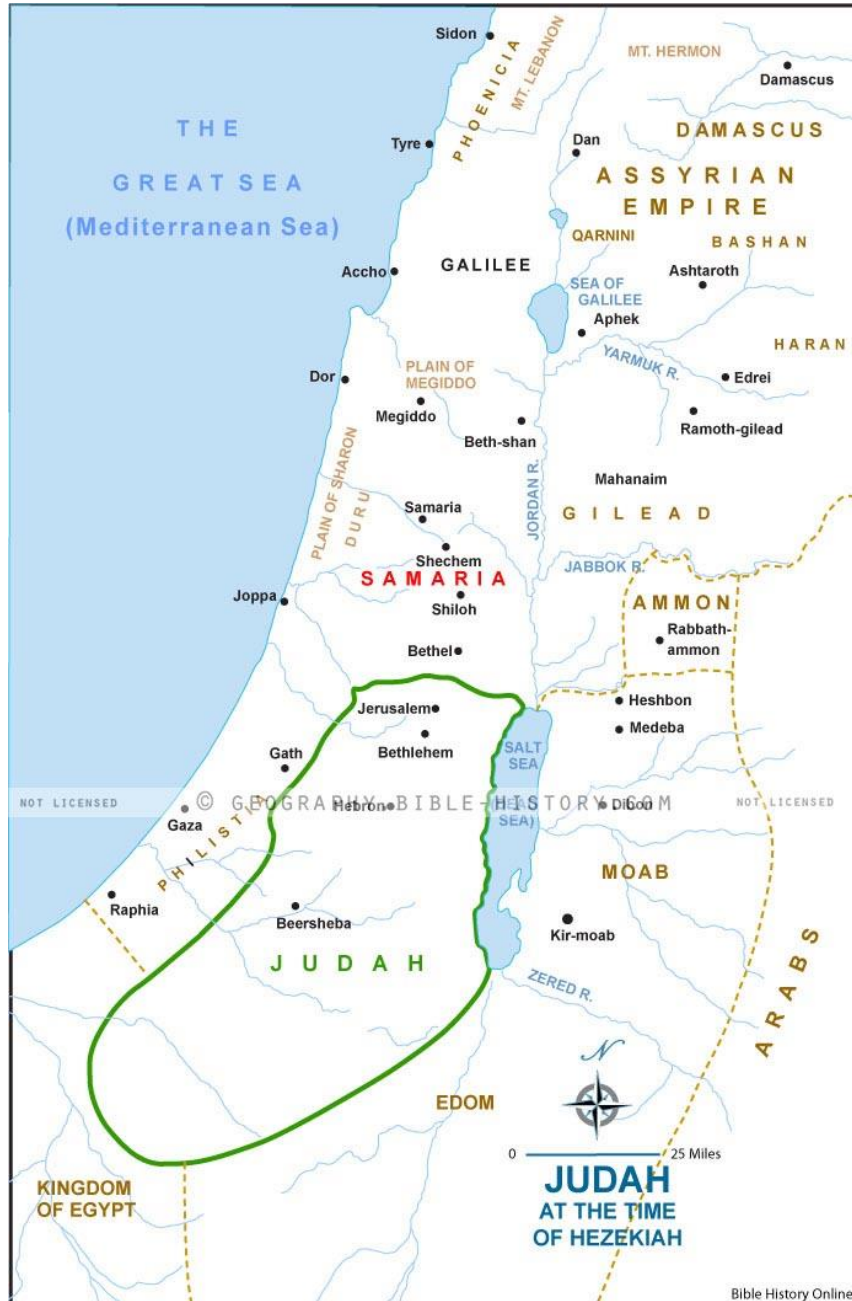 Sidon
PHOENICIA
MT. LEBANON
MT. HERMON
Damascus
THE
GREAT SEA
(Mediterranean Sea)
Tyre
Dan
DAMASCUS
ASSYRIAN
EMPIRE
QARNINI
BASHAN
Accho
GALILEE
SEA OF
GALILEE
Ashtaroth
Aphek
HARAN
Dor
PLAIN OF
MEGIDDO
YARMUK R.
Edrei
Megiddo
Beth-shan
Ramoth-gilead
PLAIN OF SHARON
DURU
JORDAN R.
Mahanaim
GILEAD
Samaria
Shechem
SAMARIA
JABBOK R.
Joppa
Shiloh
AMMON
Rabbath-
ammon
Bethel
Jerusalem
Heshbon
Bethlehem
SALT
SEA
Medeba
Gath
NOT LICENSED
© GEOGRAPHY.BIBLE-HISTORY.COM
NOT LICENSED
Hebron
(DEAD
SEA)
Dibon
Gaza
PHILISTIA
MOAB
Raphia
Beersheba
Kir-moab
JUDAH
ZERED R.
ARABS
N
EDOM
0
25 Miles
JUDAH
AT THE TIME
OF HEZEKIAH
KINGDOM
OF EGYPT
Bible History Online